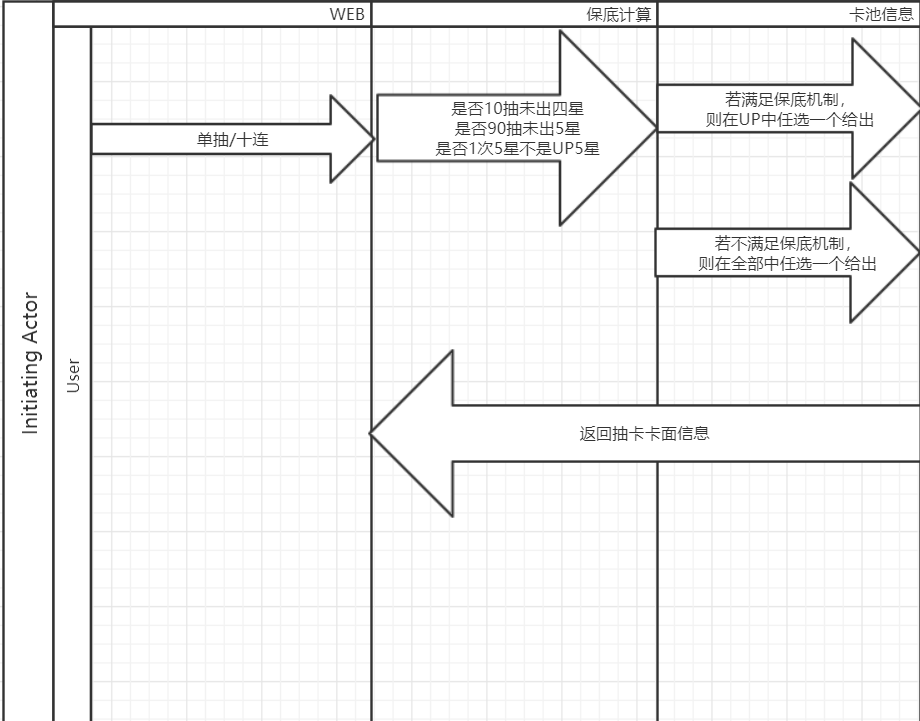 WEB
保底计算
卡池信息
Initiating Actor
User
单抽/十连
是否10抽未出四星
是否90抽未出5星
是否1次5星不是UP5星
若满足保底机制，
则在UP中任选一个给出
若不满足保底机制，
则在全部中任选一个给出
返回抽卡卡面信息